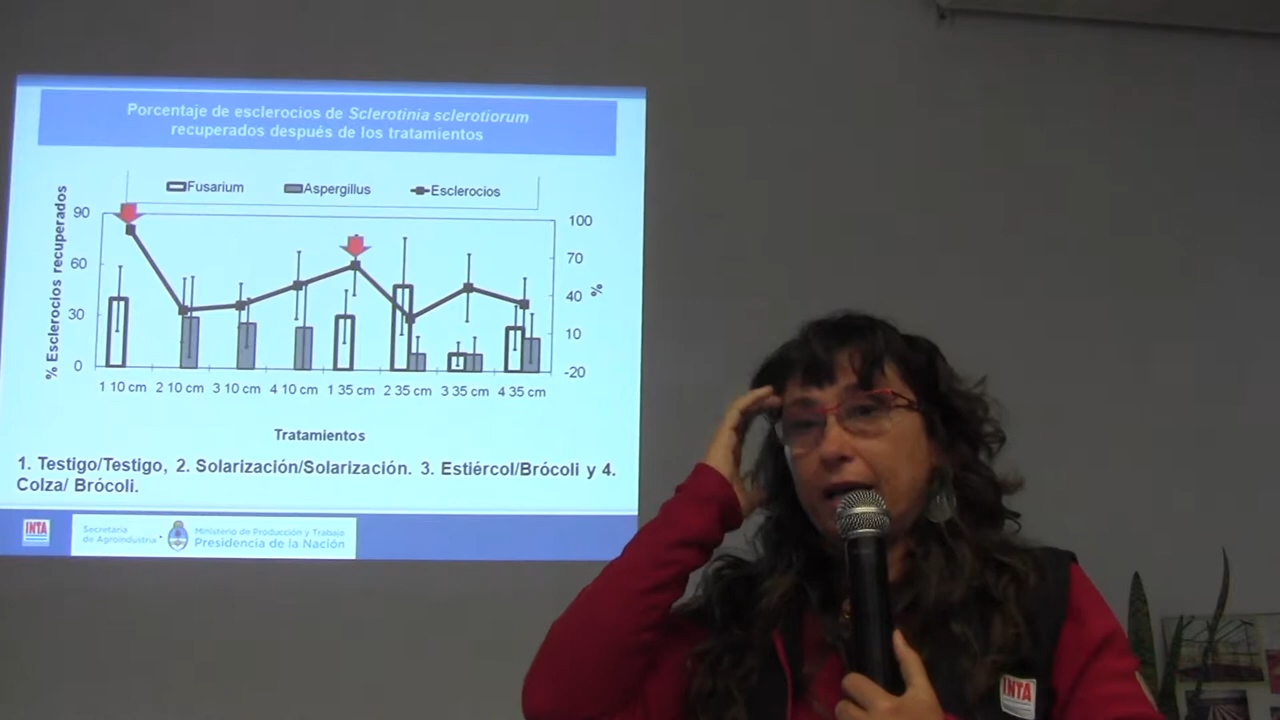 Porcentaje de esclerocios de Sclerotinia sclerotiorum
recuperados después de los tratamientos
Fusarium Aspergillus Esclerocios
% Esclerocios recuperados
90
60
30
0
100
70
40
10
-20
%
1 10 cm 2 10 cm 3 10 cm 4 10 cm 1 35 cm 2 35 cm 3 35 cm 4 35 cm
Tratamientos
1. Testigo/Testigo, 2. Solarización/Solarización. 3. Estiércol/Brócoli y 4.
Colza/ Brócoli.
INTA
Secretaría
de Agroindustria
Ministerio de Producción y Trabajo
Presidencia de la Nación
INTA